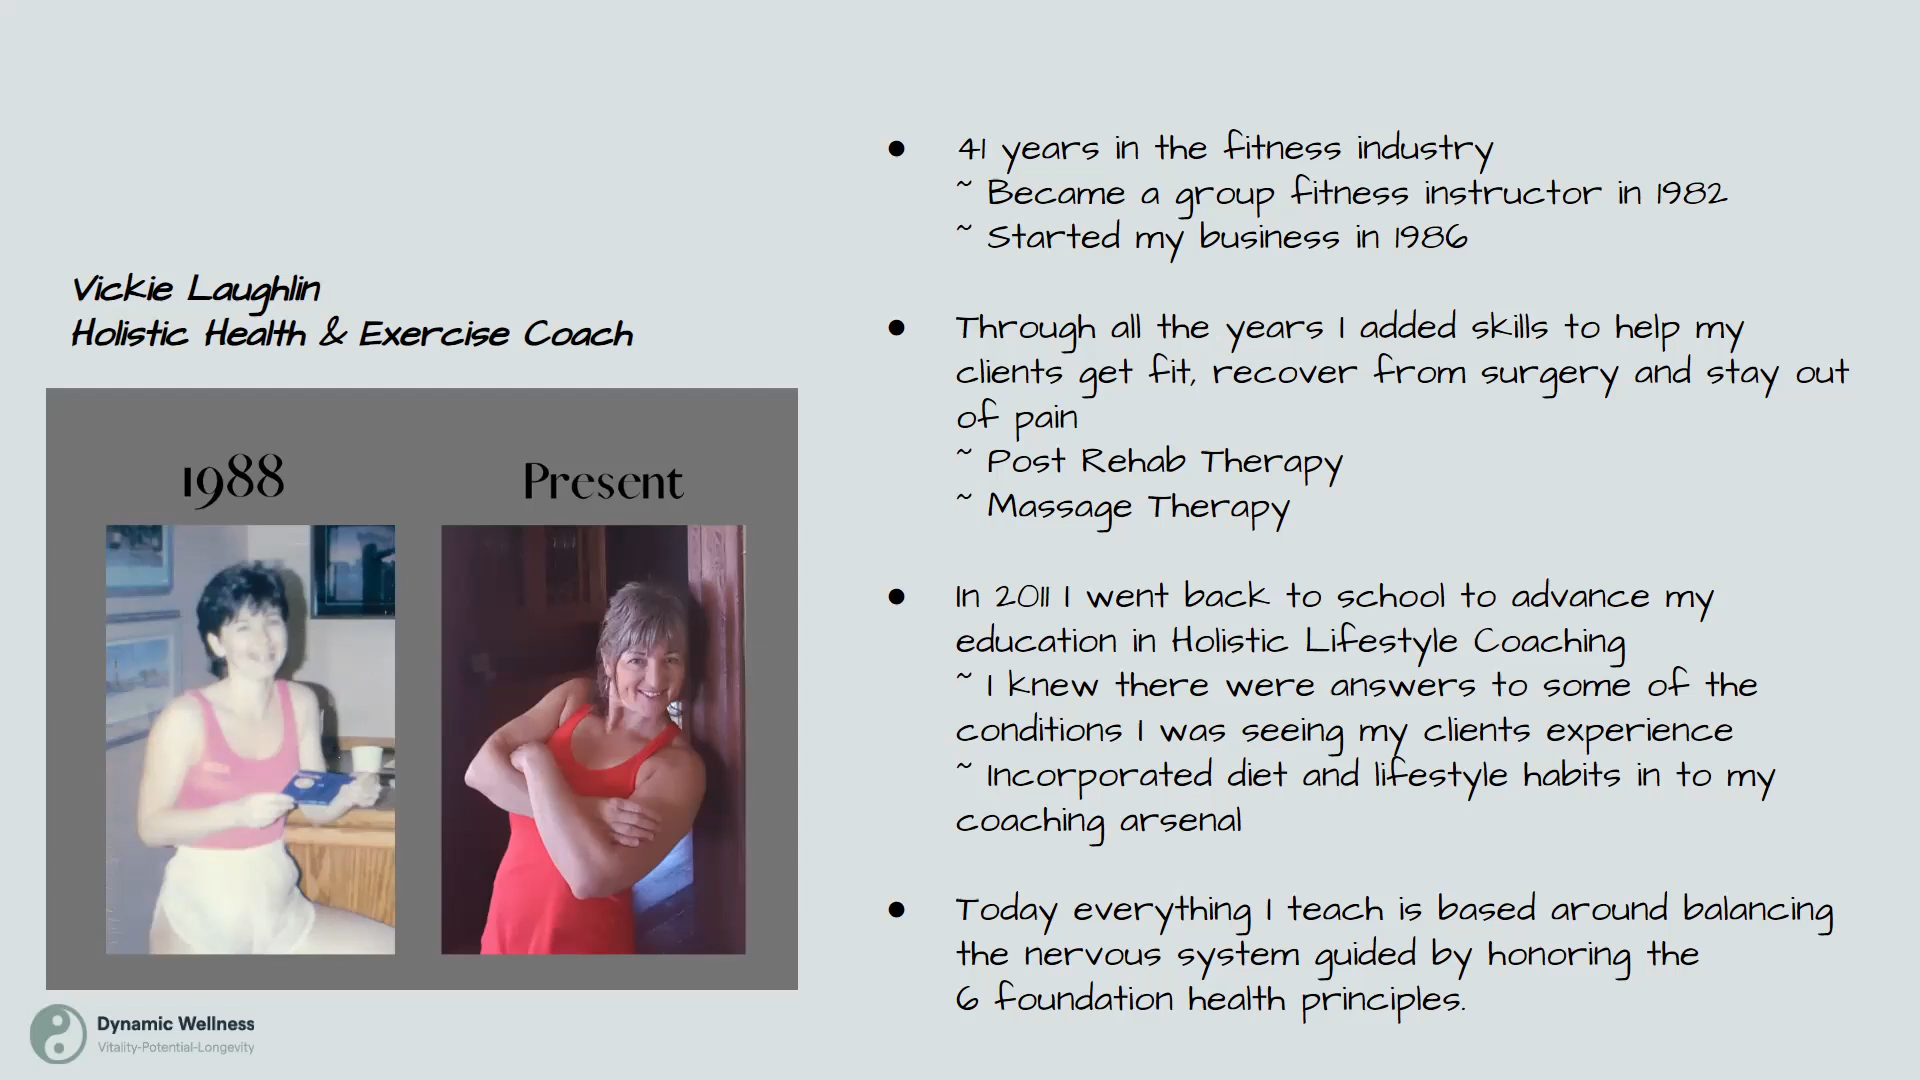 Vickie Laughlin
Holistic Health & Exercise Coach
1988
Present
Dynamic Wellness
Vitality-Potential-Longevity
● 41 years in the fitness industry
~ Became a group fitness instructor in 1982
~ Started my business in 1986
● Through all the years I added skills to help my
clients get fit, recover from surgery and stay out
of pain
~ Post Rehab Therapy
~ Massage Therapy
● In 2011 I went back to school to advance my
education in Holistic Lifestyle Coaching
~ I knew there were answers to some of the
conditions I was seeing my clients experience
~ Incorporated diet and lifestyle habits in to my
coaching arsenal
● Today everything I teach is based around balancing
the nervous system guided by honoring the
6 foundation health principles.